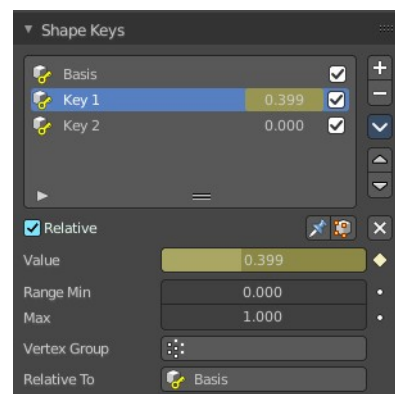 Shape Keys
Basis
Key 1 0.399
Key 2 0.000
Relative
Value 0.399
Range Min 0.000
Max 1.000
Vertex Group
Relative To Basis